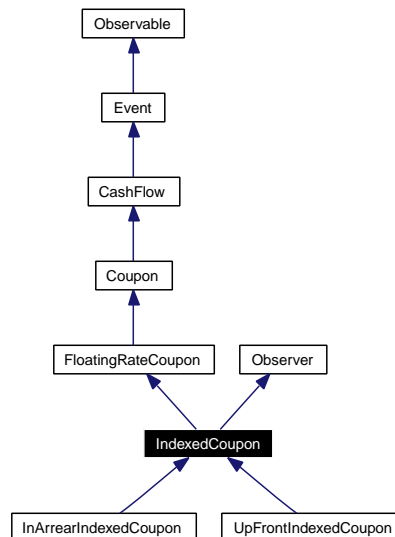 Observable
Event
CashFlow
Coupon
FloatingRateCoupon
Observer
IndexedCoupon
InArrearIndexedCoupon
UpFrontIndexedCoupon